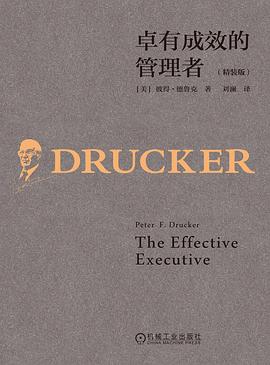 卓有成效的
管理者（精装版）
［美］彼得·德鲁克 著 刘澜 译
DRUCKER
Peter F. Drucker
The Effective
Executive
机械工业出版社
CHINA MACHINE PRESS